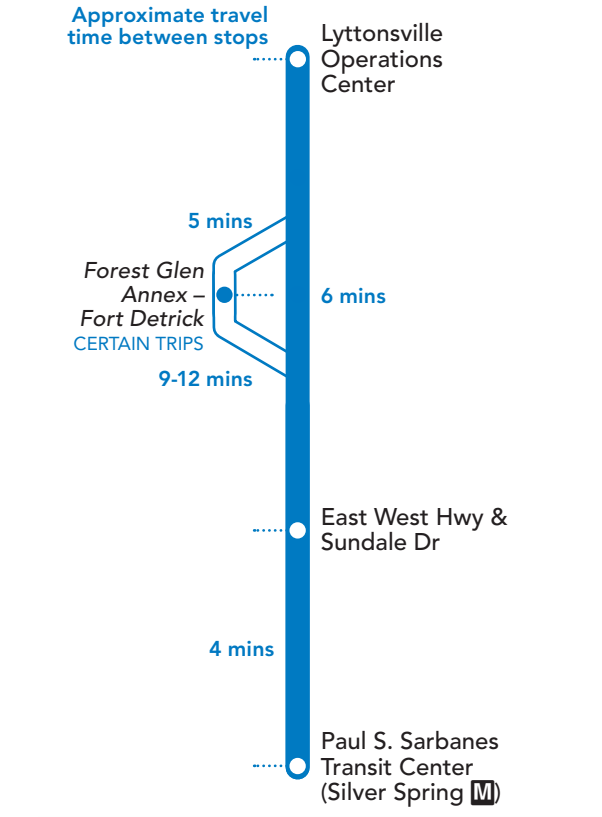 Approximate travel
time between stops
Lyttonsville
Operations
Center
5 mins
Forest Glen
Annex –
Fort Detrick
CERTAIN TRIPS
6 mins
9-12 mins
East West Hwy &
Sundale Dr
4 mins
Paul S. Sarbanes
Transit Center
(Silver Spring M)